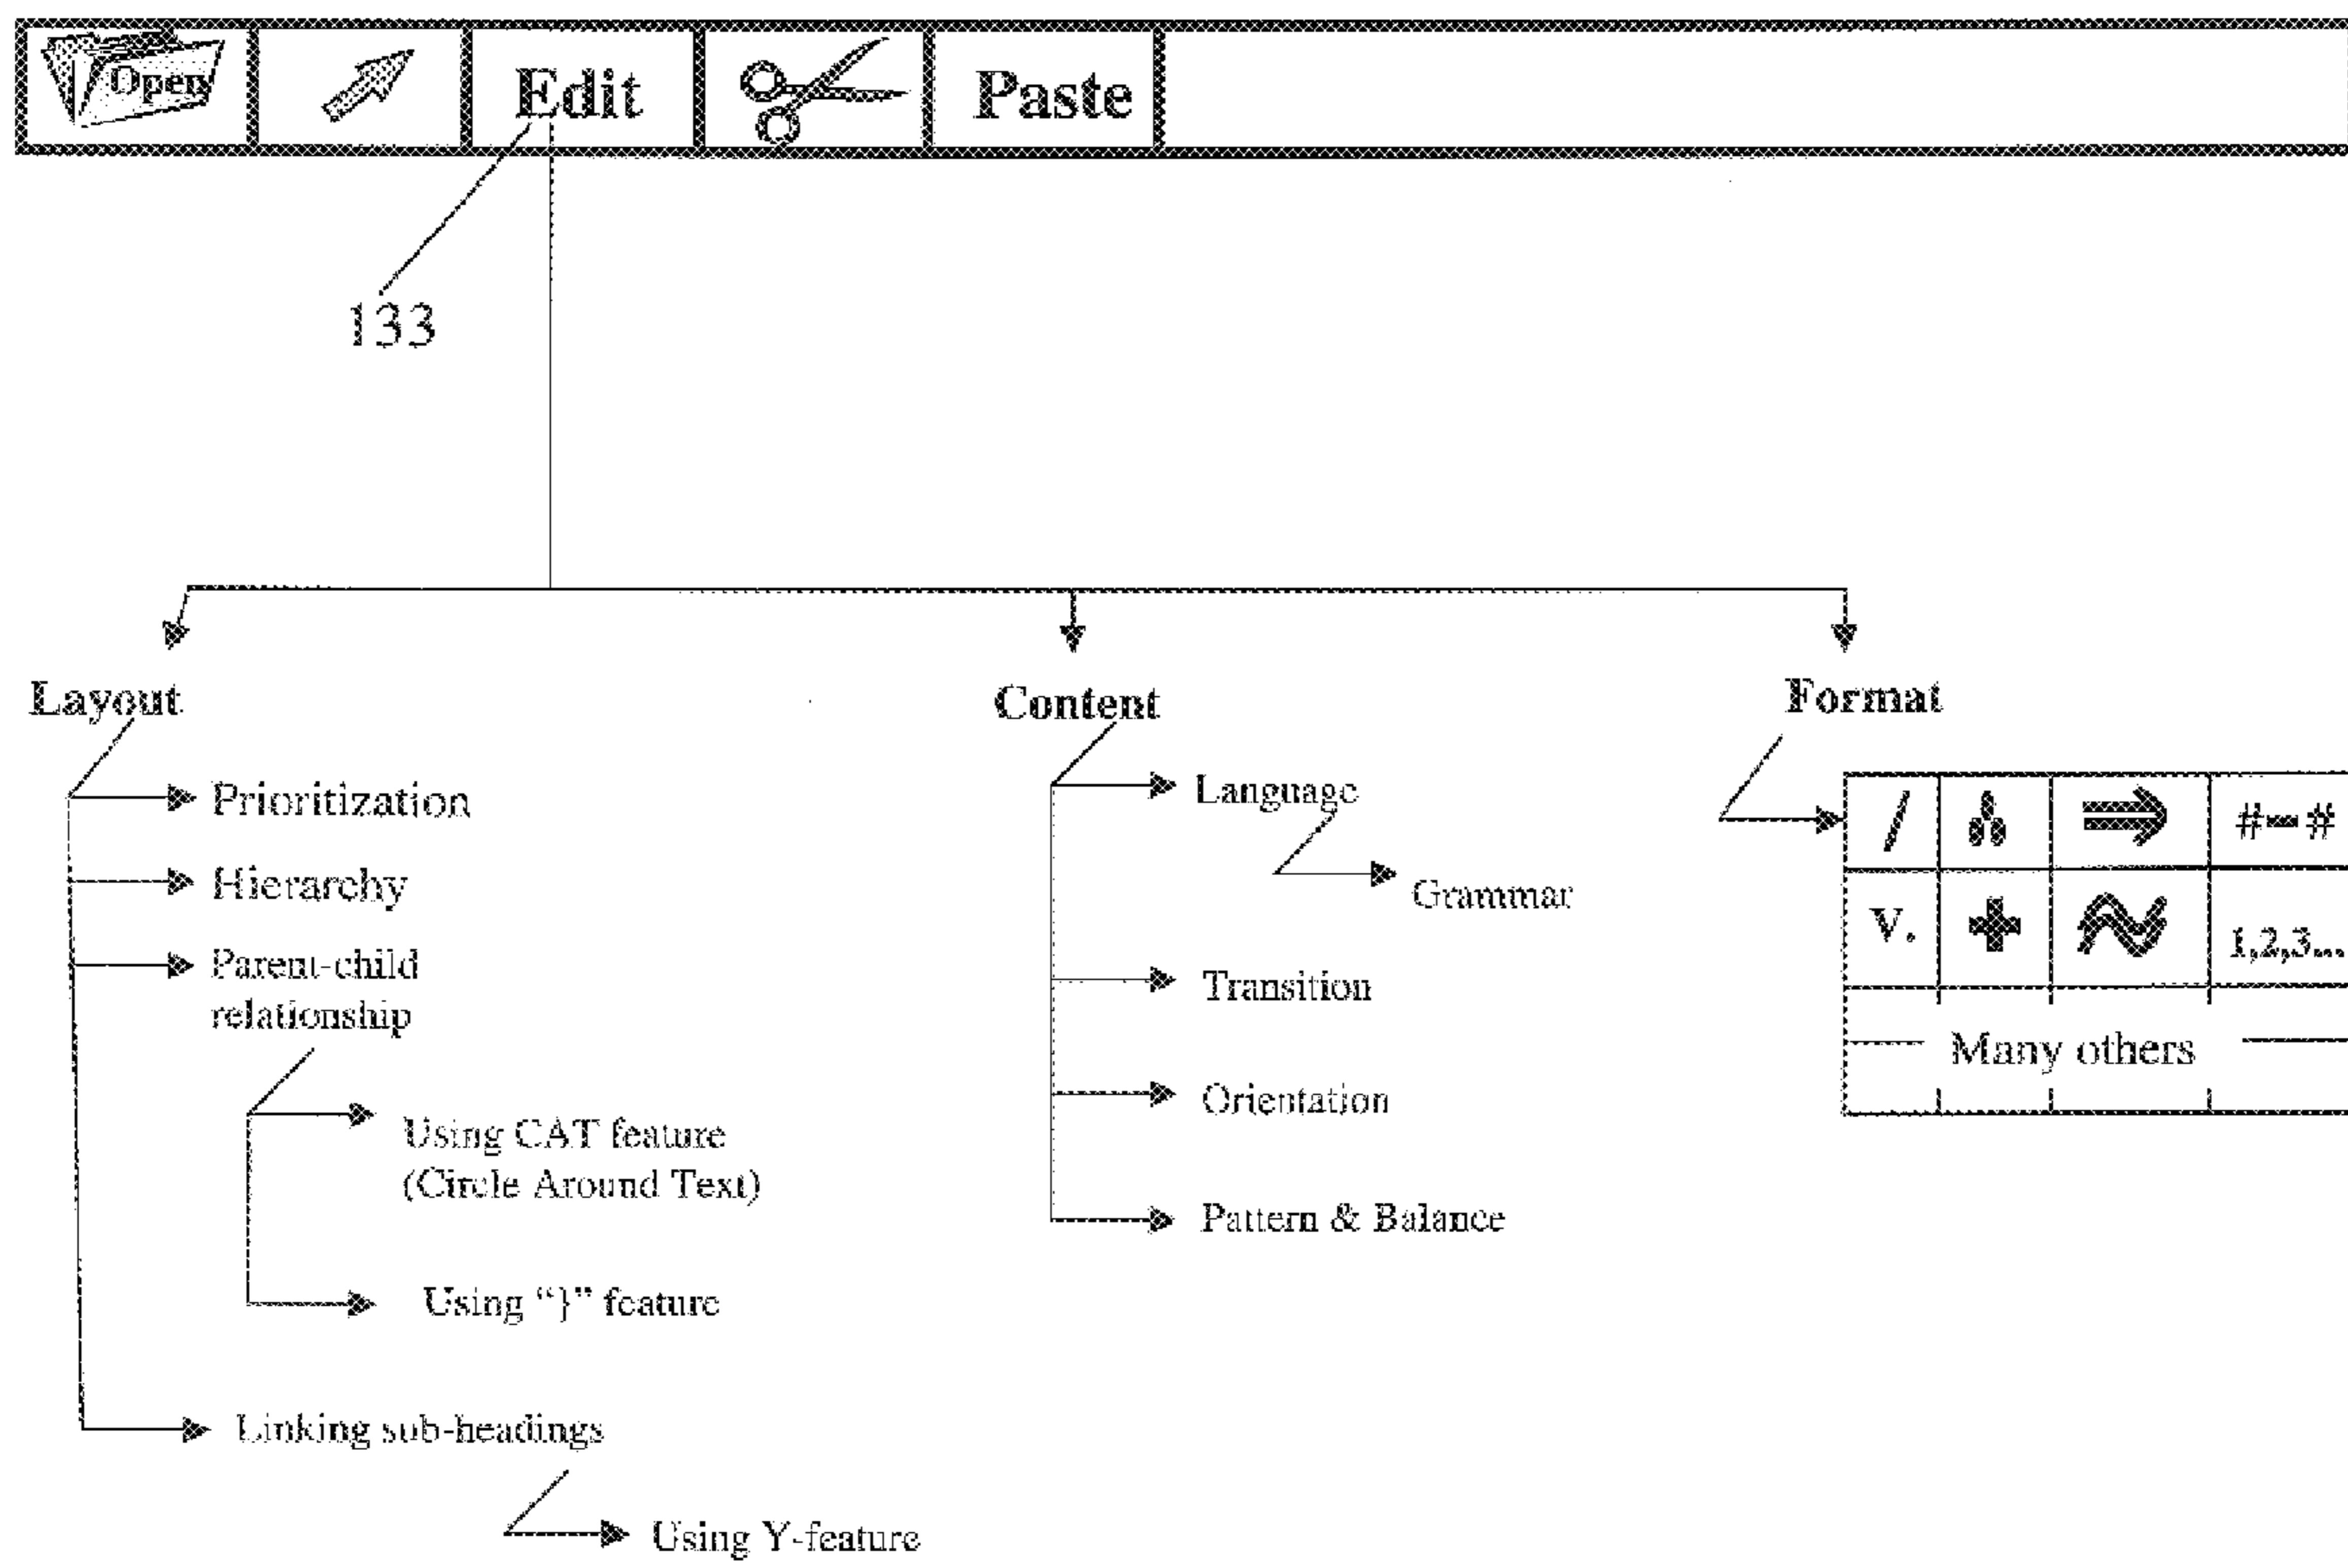 Open
Edit
Paste
133
Layout
Content
Format
Prioritization
Hierarchy
Parent-child
relationship
Using CAT feature
(Circle Around Text)
Using “}” feature
Linking sub-headings
Using Y-feature
Language
Grammar
Transition
Orientation
Pattern & Balance
/ ⇒ #-#
V. + 1,2,3...
Many others